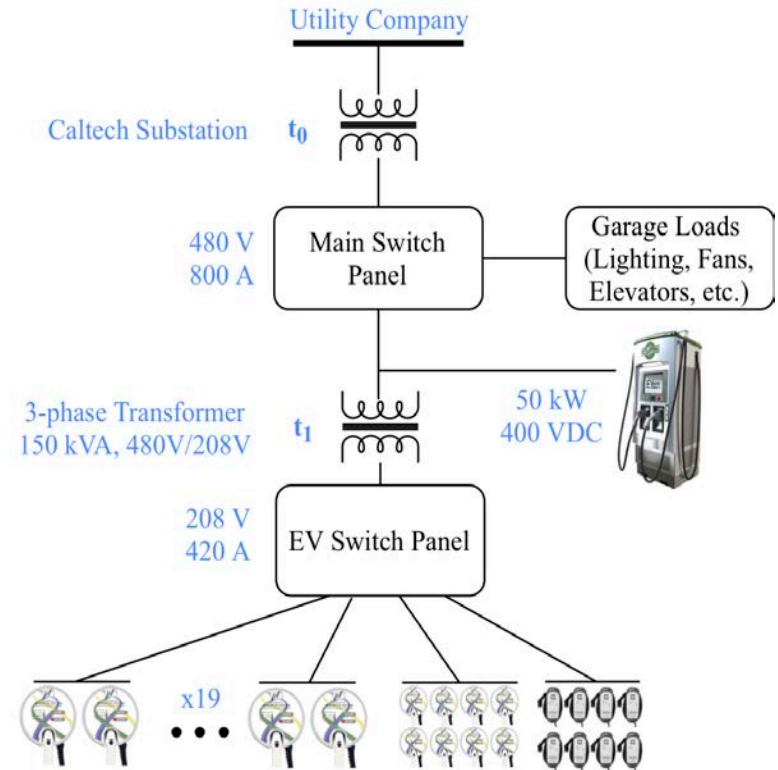 Utility Company
Caltech Substation
t0
480 V
800 A
Main Switch
Panel
Garage Loads
(Lighting, Fans,
Elevators, etc.)
3-phase Transformer
150 kVA, 480V/208V
t1
50 kW
400 VDC
208 V
420 A
EV Switch Panel
x19